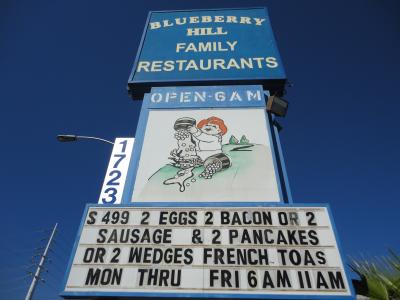 BLUEBERRY
HILL
FAMILY
RESTAURANTS
OPEN-6AM
1723
$ 499 2 EGGS 2 BACON OR 2
SAUSAGE & 2 PANCAKES
OR 2 WEDGES FRENCH TOAS
MON THRU FRI 6AM 11AM